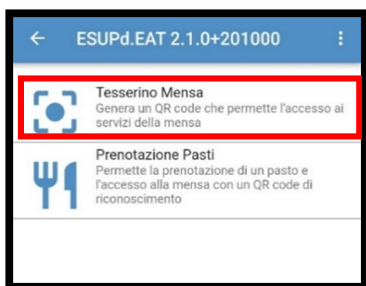 ESUPd.EAT 2.1.0+201000
Tesserino Mensa
Genera un QR code che permette l'accesso ai
servizi della mensa
Prenotazione Pasti
Permette la prenotazione di un pasto e
l'accesso alla mensa con un QR code di
riconoscimento